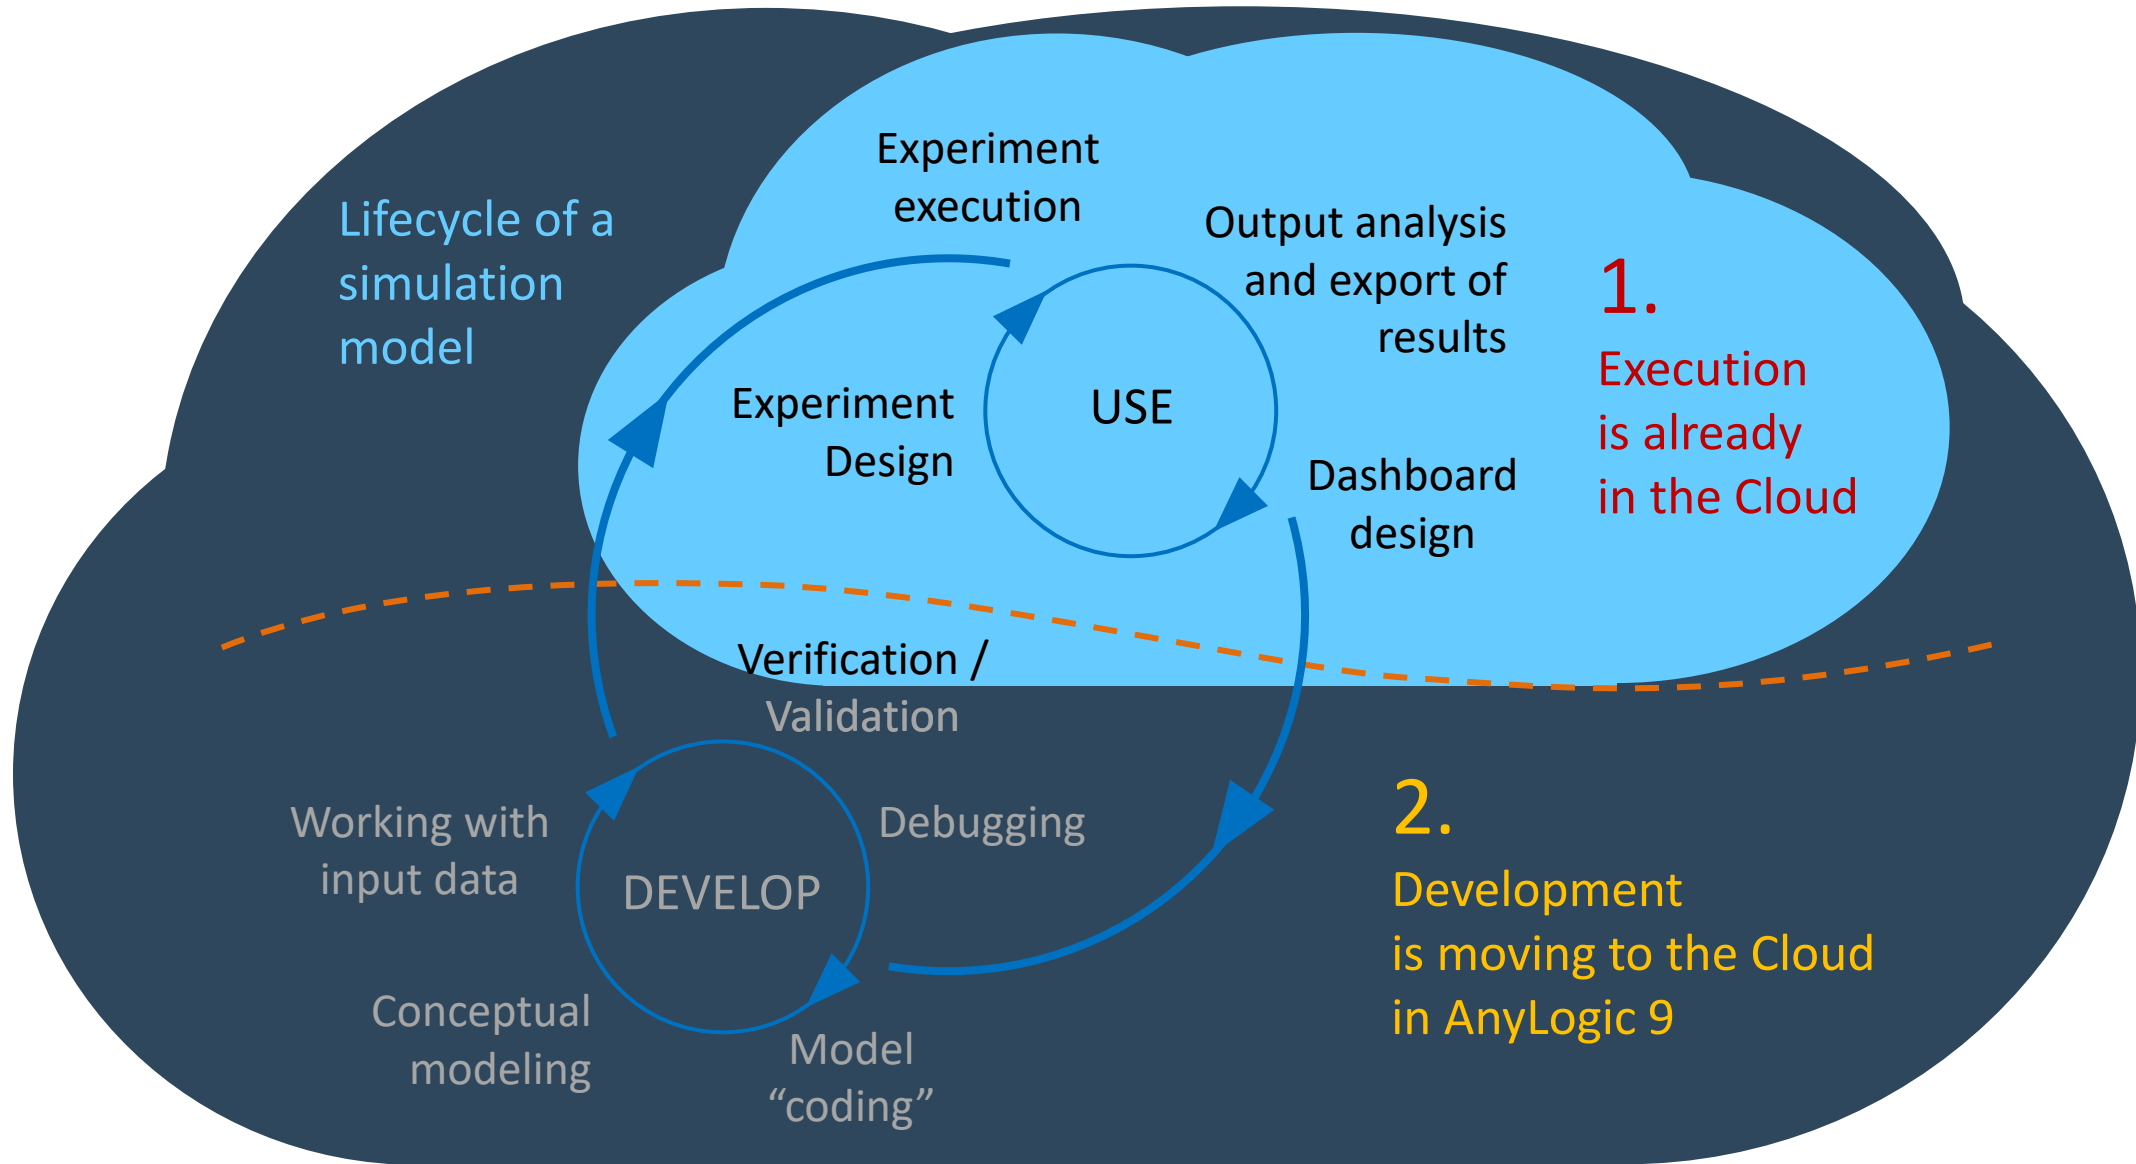 Lifecycle of a
simulation
model
Experiment
execution
Output analysis
and export of
results
1.
Execution
is already
in the Cloud
Experiment
Design
USE
Dashboard
design
Verification /
Validation
Working with
input data
DEVELOP
Debugging
Conceptual
modeling
Model
“coding”
2.
Development
is moving to the Cloud
in AnyLogic 9